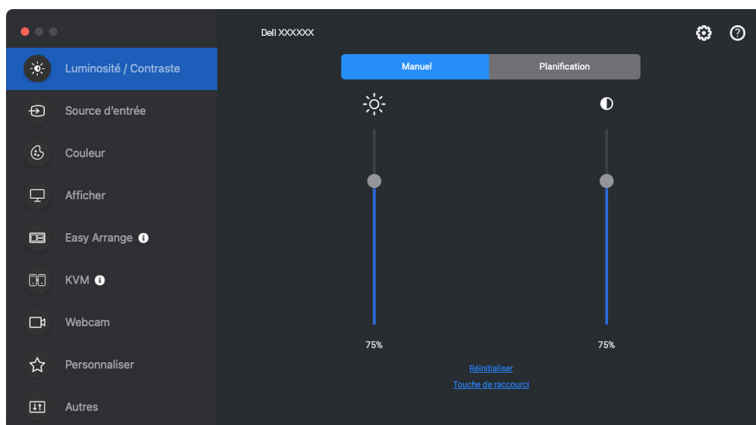 Dell XXXXXX
Luminosité / Contraste
Source d'entrée
Couleur
Afficher
Easy Arrange
KVM
Webcam
Personnaliser
Autres
Manuel
Planification
75%
75%
Réinitialiser
Touche de raccourci